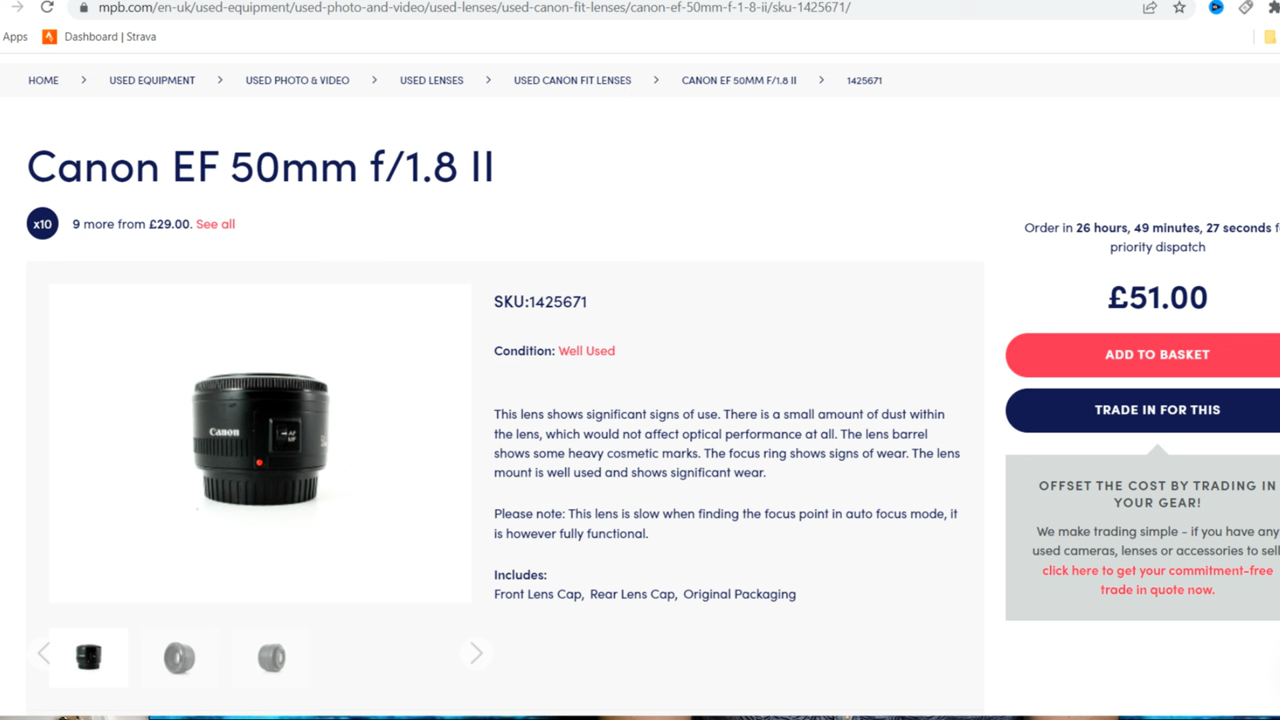 mpb.com/en-uk/used-equipment/used-photo-and-video/used-lenses/used-canon-fit-lenses/canon-ef-50mm-f-1-8-ii/sku-1425671/
Apps Dashboard | Strava
HOME > USED EQUIPMENT > USED PHOTO & VIDEO > USED LENSES > USED CANON FIT LENSES > CANON EF 50MM F/1.8 II > 1425671
Canon EF 50mm f/1.8 II
x10 9 more from £29.00. See all
Order in 26 hours, 49 minutes, 27 seconds
priority dispatch
£51.00
ADD TO BASKET
TRADE IN FOR THIS
OFFSET THE COST BY TRADING IN
YOUR GEAR!
We make trading simple - if you have any
used cameras, lenses or accessories to sell
click here to get your commitment-free
trade in quote now.
SKU:1425671
Condition: Well Used
This lens shows significant signs of use. There is a small amount of dust within
the lens, which would not affect optical performance at all. The lens barrel
shows some heavy cosmetic marks. The focus ring shows signs of wear. The lens
mount is well used and shows significant wear.
Please note: This lens is slow when finding the focus point in auto focus mode, it
is however fully functional.
Includes:
Front Lens Cap, Rear Lens Cap, Original Packaging
Canon
AF
MF